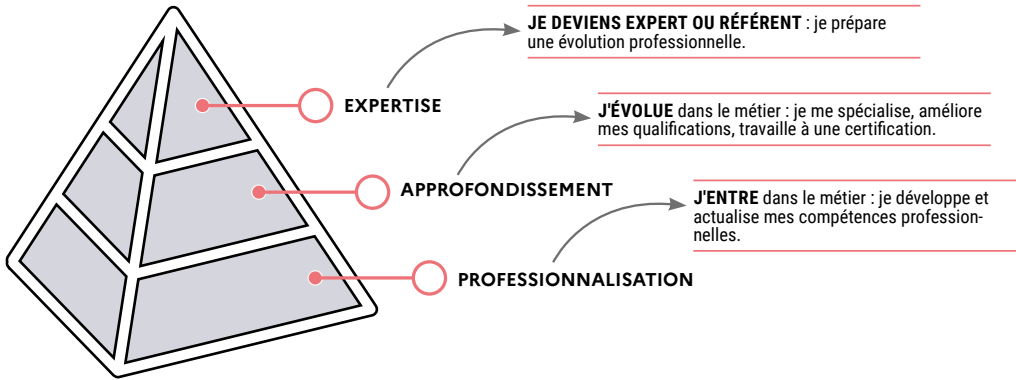 JE DEVIENS EXPERT OU RÉFÉRENT : je prépare
une évolution professionnelle.
EXPERTISE
J'ÉVOLUE dans le métier : je me spécialise, améliore
mes qualifications, travaille à une certification.
APPROFONDISSEMENT
J'ENTRE dans le métier : je développe et
actualise mes compétences profession-
nelles.
PROFESSIONNALISATION